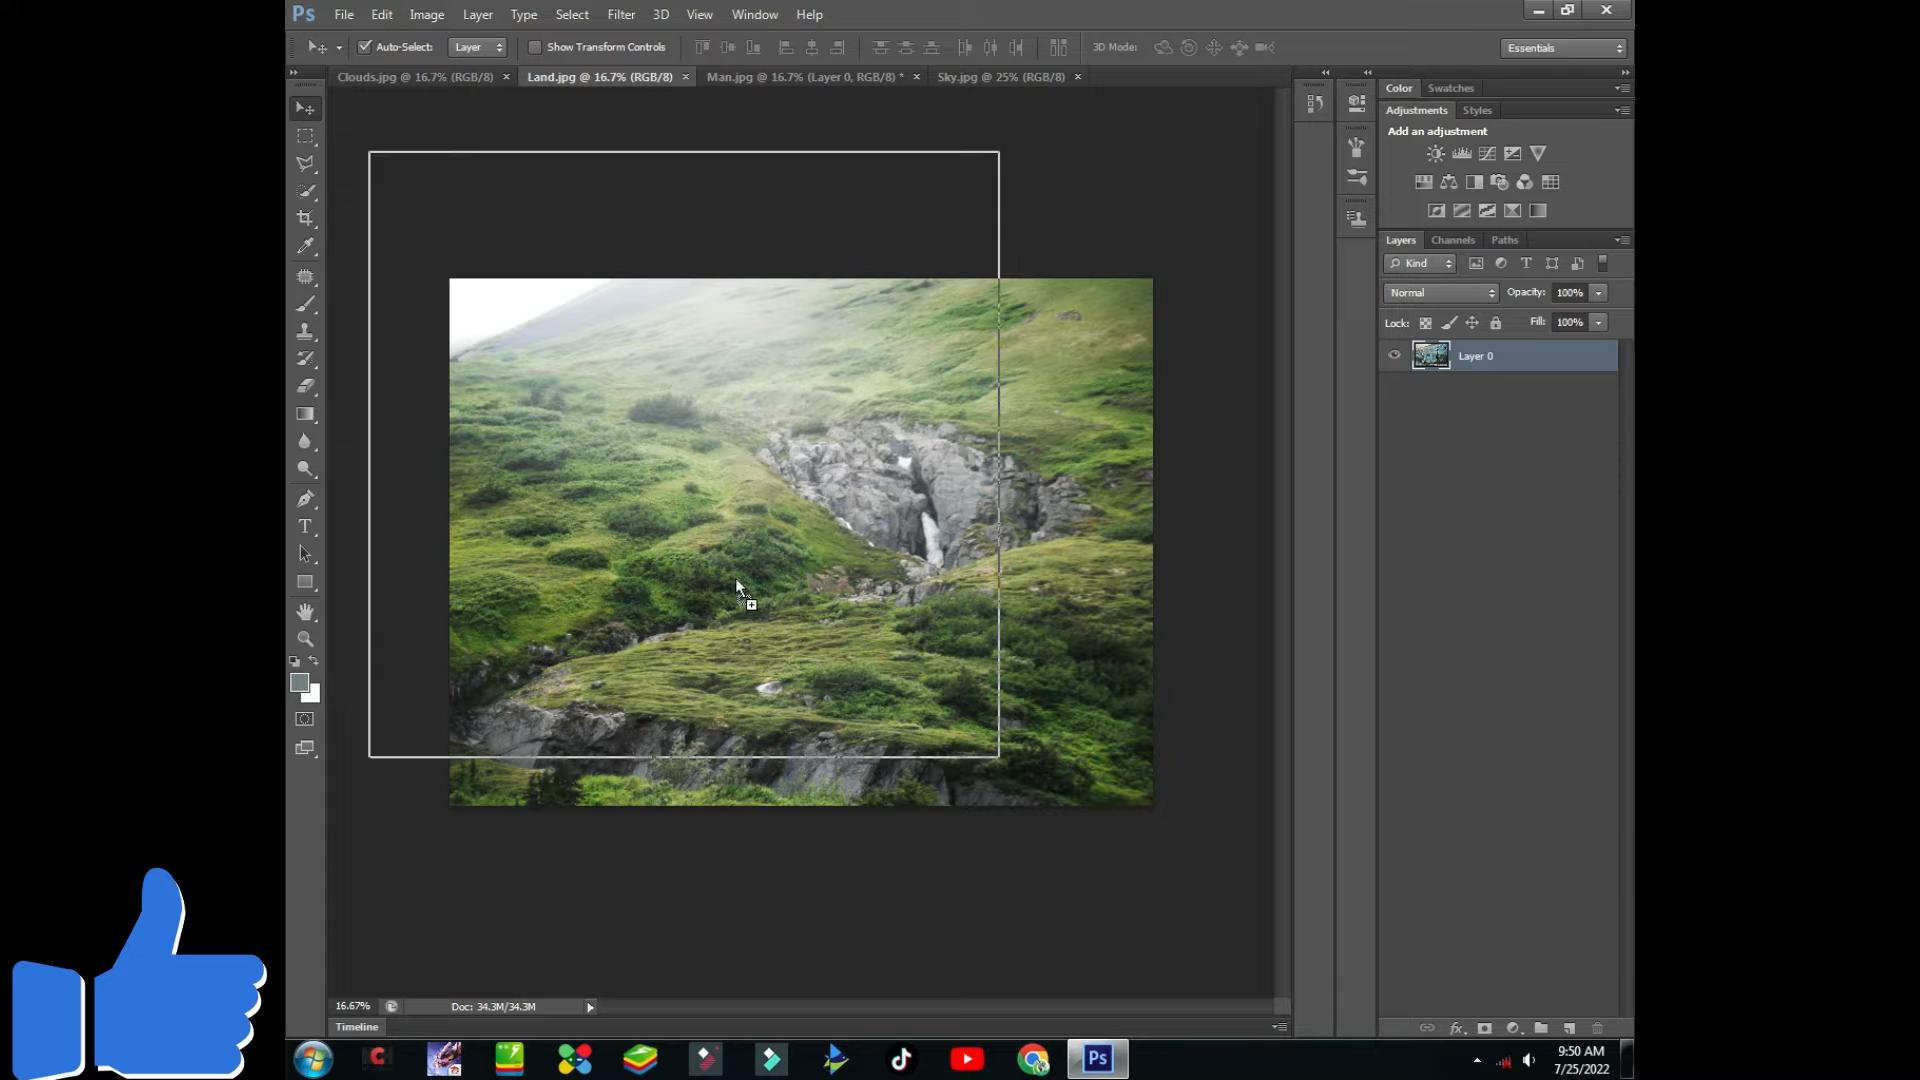 Ps File Edit Image Layer Type Select Filter 3D View Window Help
Auto-Select: Layer Show Transform Controls 3D Mode: Essentials
Clouds.jpg @ 16.7% (RGB/8) × Land.jpg @ 16.7% (RGB/8) × Man.jpg @ 16.7% (Layer 0, RGB/8) * × Sky.jpg @ 25% (RGB/8) ×
Color Swatches
Adjustments Styles
Add an adjustment
Layers Channels Paths
Kind
Normal Opacity: 100%
Lock: Fill: 100%
Layer 0
16.67% Doc: 34.3M/34.3M
Timeline
fx
Ps
9:50 AM
7/25/2022